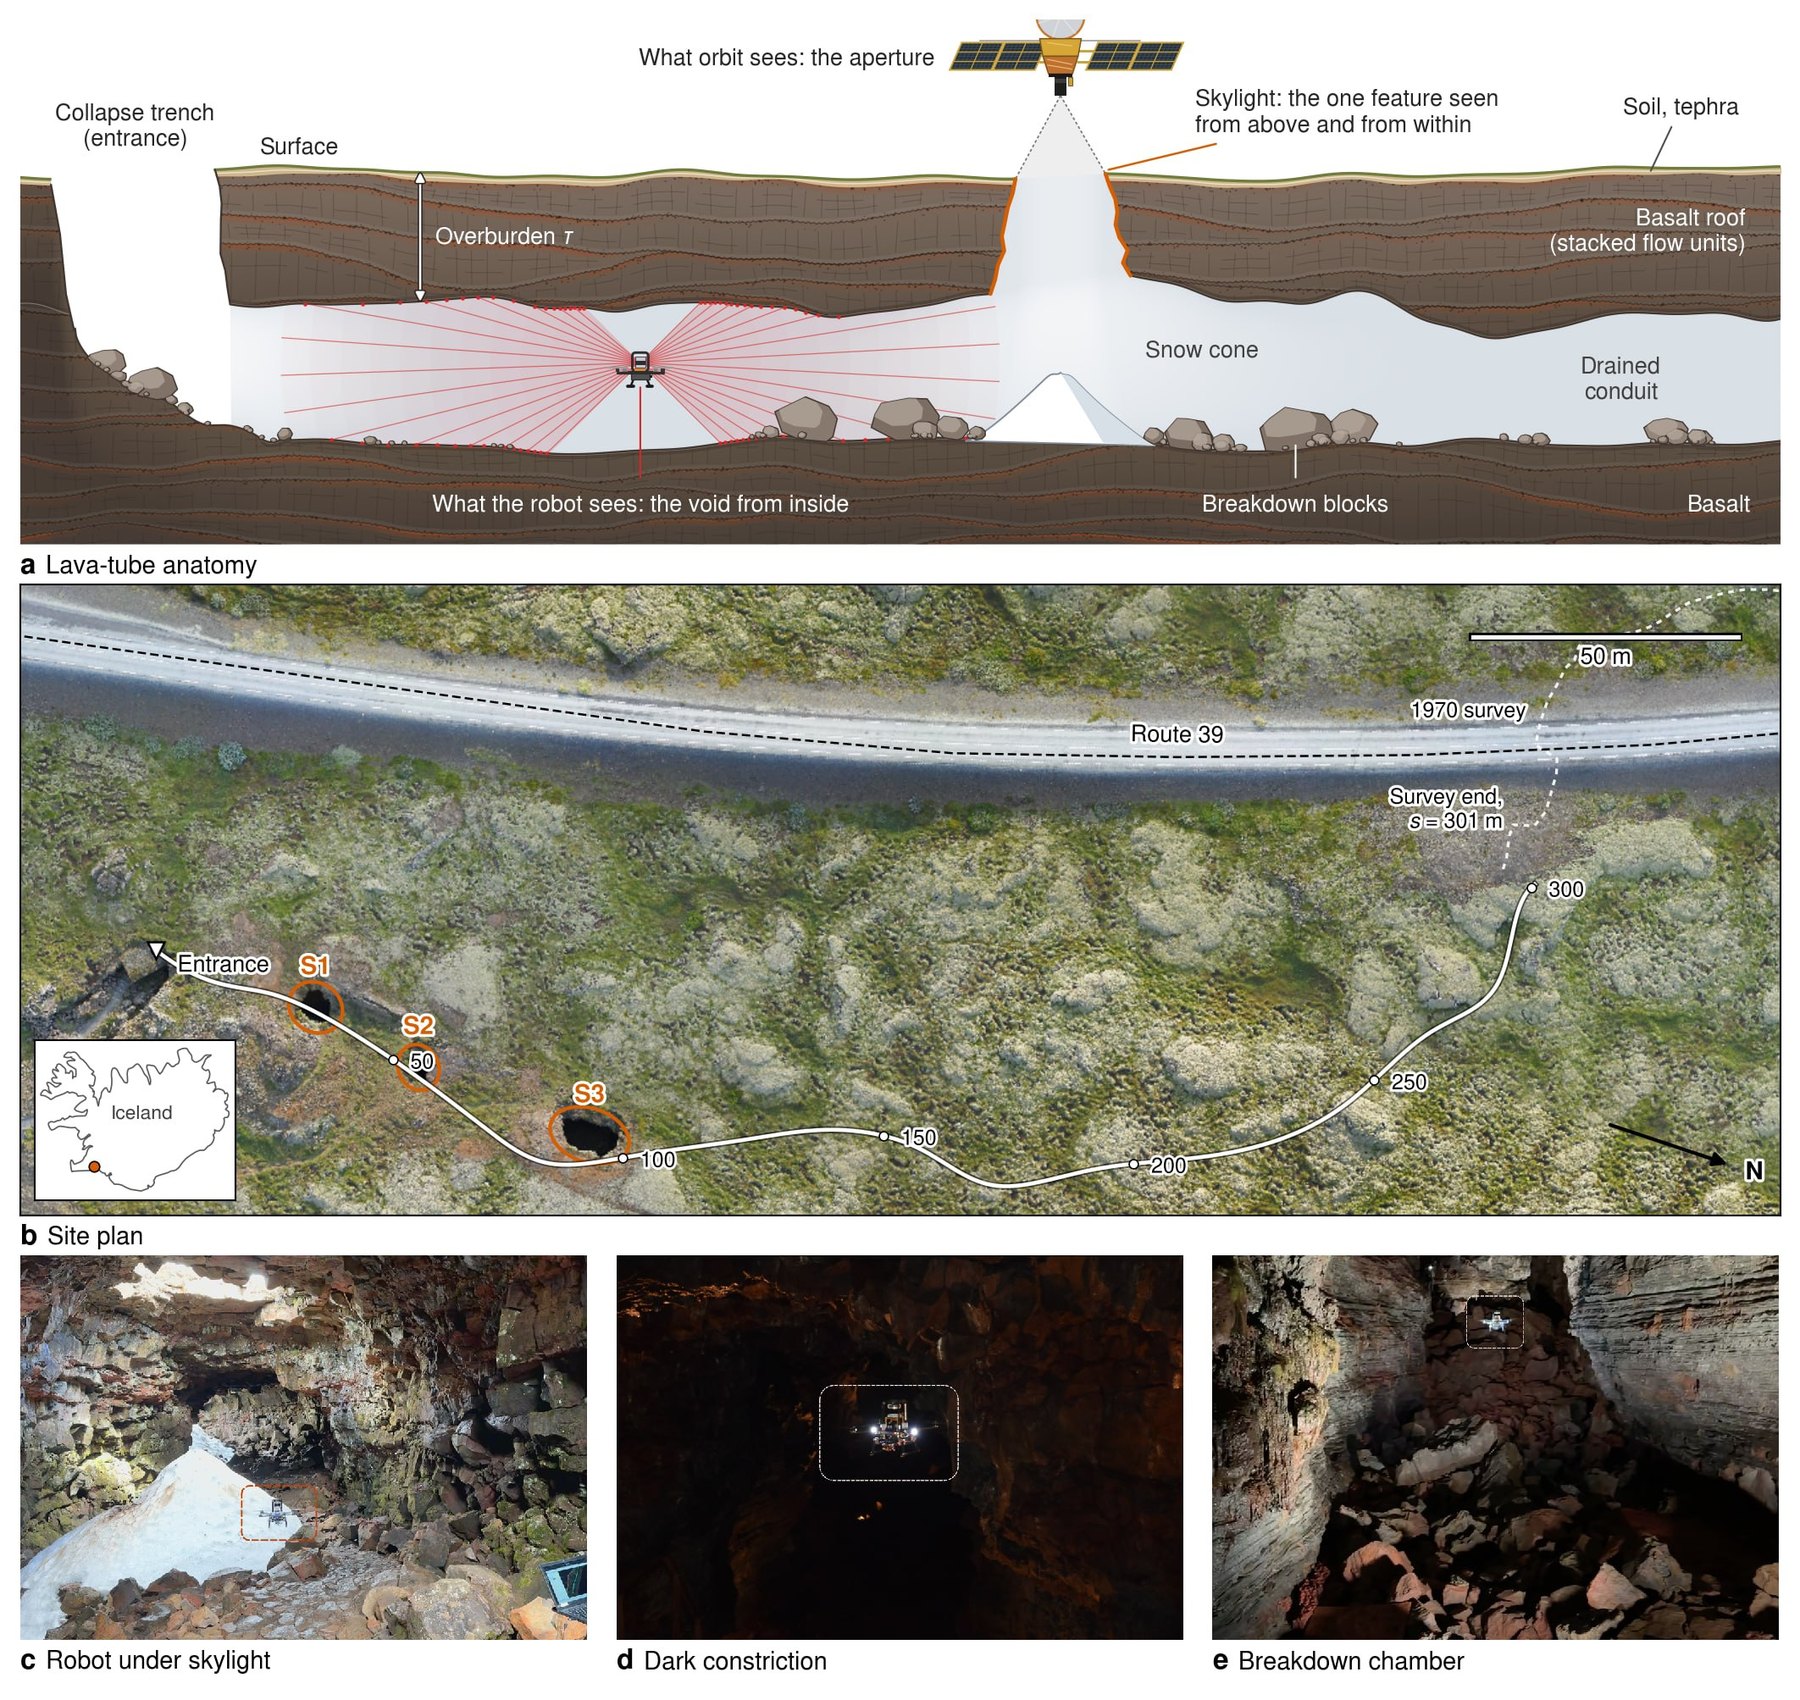 What orbit sees: the aperture
Collapse trench
(entrance)
Surface
Skylight: the one feature seen
from above and from within
Soil, tephra
Overburden T
Basalt roof
(stacked flow units)
Snow cone
Drained
conduit
What the robot sees: the void from inside
Breakdown blocks
Basalt
a Lava-tube anatomy
50 m
1970 survey
Route 39
Survey end,
s = 301 m
300
Entrance
S1
S2
50
S3
100
150
200
250
Iceland
N
b Site plan
c Robot under skylight
d Dark constriction
e Breakdown chamber